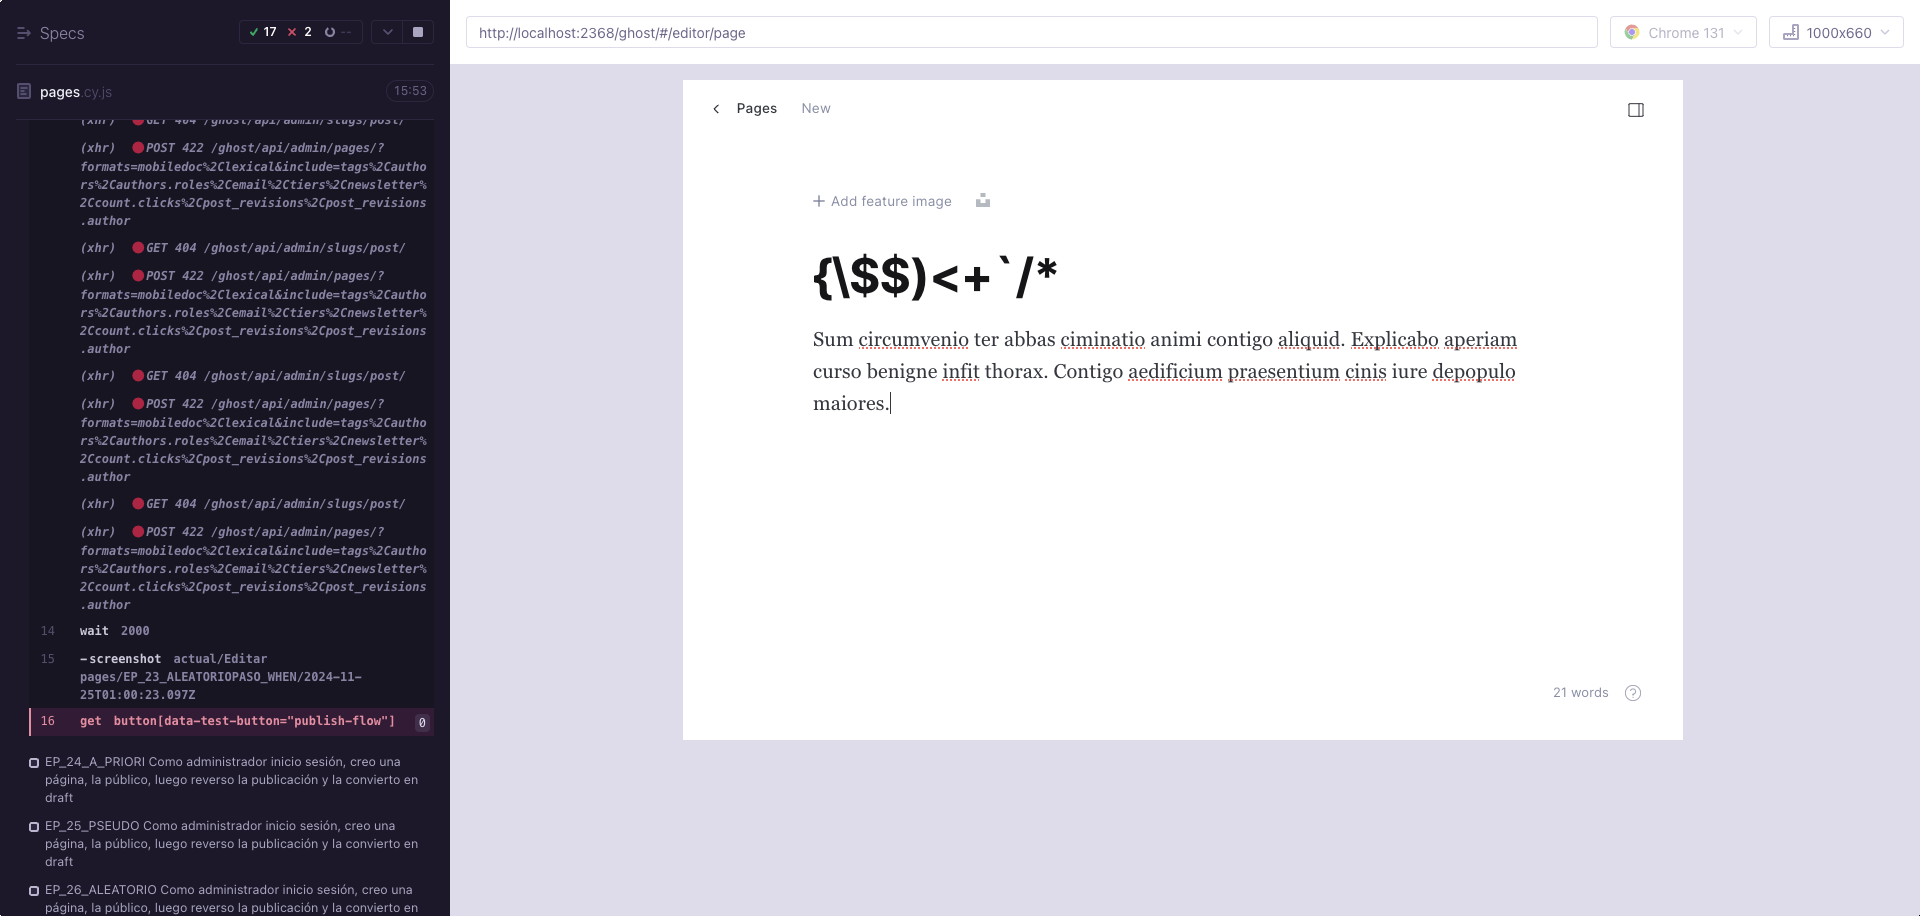 Specs
17 2 --
pages.cy.js 15:53
(xhr) GET 404 /ghost/api/admin/slugs/post/
(xhr) POST 422 /ghost/api/admin/pages/?
formats=mobiledoc%2Clexical&include=tags%2Cautho
rs%2Cauthors.roles%2Cemail%2Ctiers%2Cnewsletter%
2Ccount.clicks%2Cpost_revisions%2Cpost_revisions
.author
(xhr) GET 404 /ghost/api/admin/slugs/post/
(xhr) POST 422 /ghost/api/admin/pages/?
formats=mobiledoc%2Clexical&include=tags%2Cautho
rs%2Cauthors.roles%2Cemail%2Ctiers%2Cnewsletter%
2Ccount.clicks%2Cpost_revisions%2Cpost_revisions
.author
(xhr) GET 404 /ghost/api/admin/slugs/post/
(xhr) POST 422 /ghost/api/admin/pages/?
formats=mobiledoc%2Clexical&include=tags%2Cautho
rs%2Cauthors.roles%2Cemail%2Ctiers%2Cnewsletter%
2Ccount.clicks%2Cpost_revisions%2Cpost_revisions
.author
(xhr) GET 404 /ghost/api/admin/slugs/post/
(xhr) POST 422 /ghost/api/admin/pages/?
formats=mobiledoc%2Clexical&include=tags%2Cautho
rs%2Cauthors.roles%2Cemail%2Ctiers%2Cnewsletter%
2Ccount.clicks%2Cpost_revisions%2Cpost_revisions
.author
14 wait 2000
15 -screenshot actual/Editar
pages/EP_23_ALEATORIOPASO_WHEN/2024-11-
25T01:00:23.097Z
16 get button[data-test-button="publish-flow"] 0
EP_24_A_PRIORI Como administrador inicio sesión, creo una
página, la público, luego reverso la publicación y la convierto en
draft
EP_25_PSEUDO Como administrador inicio sesión, creo una
página, la público, luego reverso la publicación y la convierto en
draft
EP_26_ALEATORIO Como administrador inicio sesión, creo una
página, la público, luego reverso la publicación y la convierto en
http://localhost:2368/ghost/#/editor/page
Chrome 131
1000x660
Pages New
Add feature image
{\$$)<+`/*
Sum circumvenio ter abbas ciminatio animi contigo aliquid. Explicabo aperiam
curso benigne infit thorax. Contigo aedificium praesentium cinis iure depopulo
maiores.
21 words ?